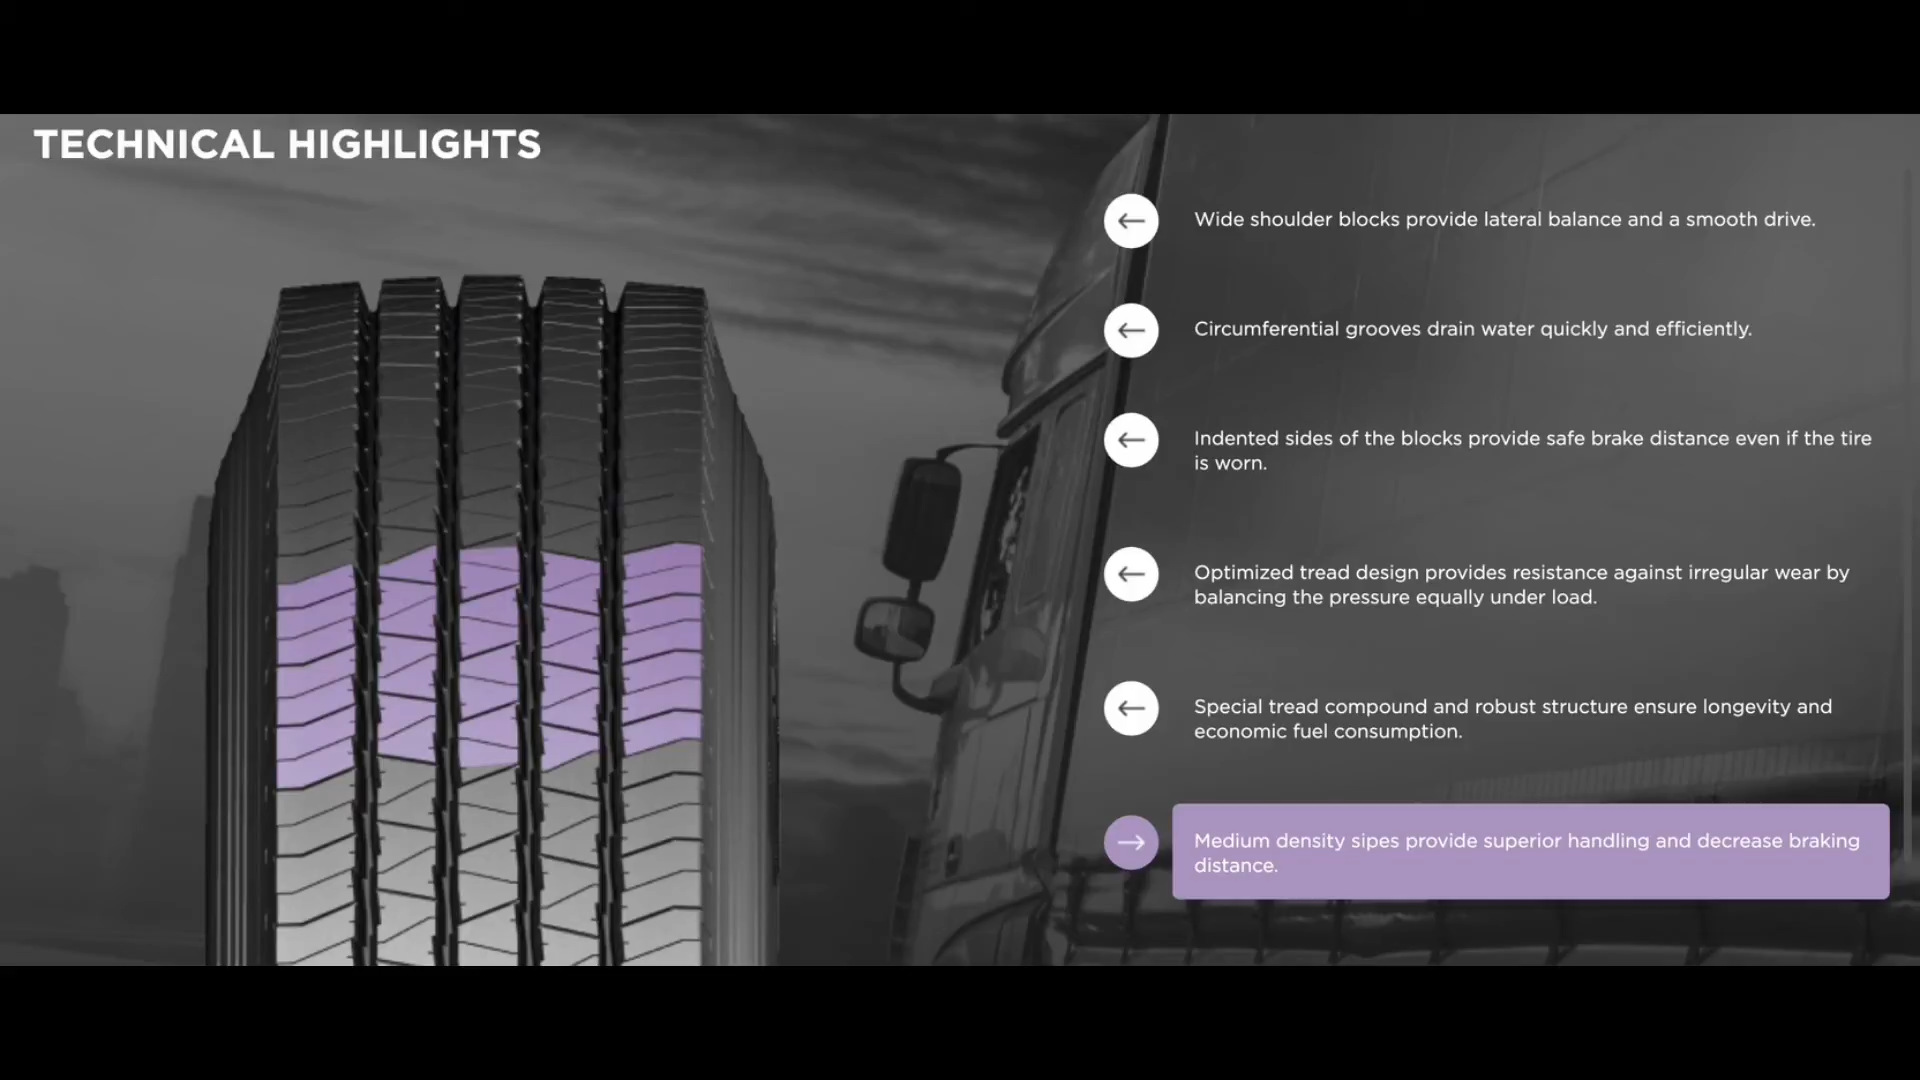 TECHNICAL HIGHLIGHTS
Wide shoulder blocks provide lateral balance and a smooth drive.
Circumferential grooves drain water quickly and efficiently.
Indented sides of the blocks provide safe brake distance even if the tire
is worn.
Optimized tread design provides resistance against irregular wear by
balancing the pressure equally under load.
Special tread compound and robust structure ensure longevity and
economic fuel consumption.
Medium density sipes provide superior handling and decrease braking
distance.